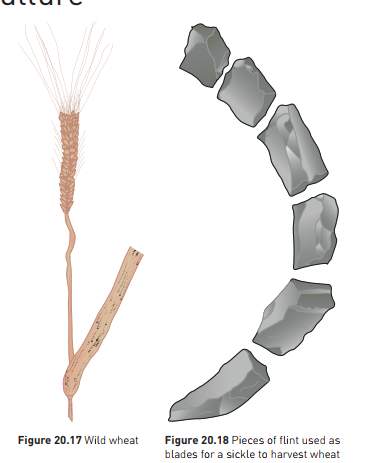 Figure 20.17 Wild wheat
Figure 20.18 Pieces of flint used as
blades for a sickle to harvest wheat